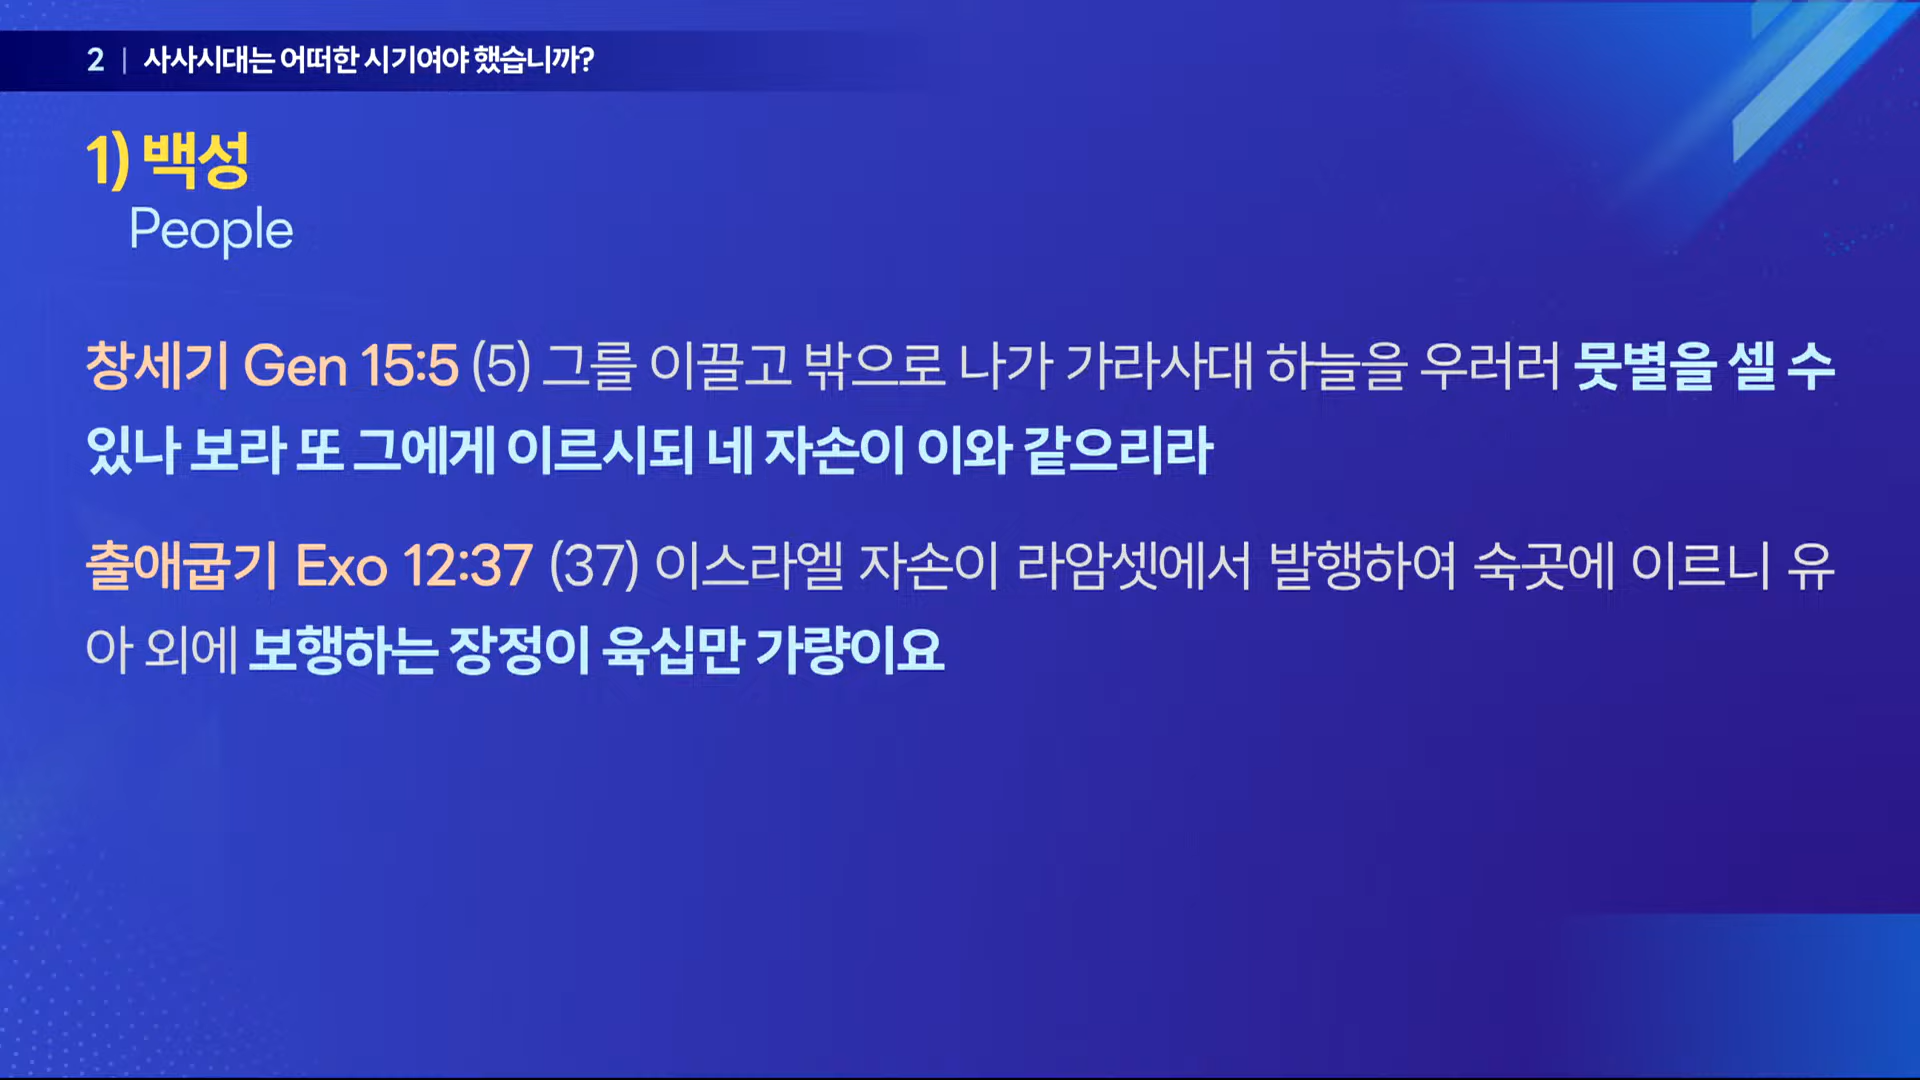 2 | 사사시대는 어떠한 시기여야 했습니까?
1) 백성
People
창세기 Gen 15:5 (5) 그를 이끌고 밖으로 나가 가라사대 하늘을 우러러 뭇별을 셀 수
있나 보라 또 그에게 이르시되 네 자손이 이와 같으리라
출애굽기 Exo 12:37 (37) 이스라엘 자손이 라암셋에서 발행하여 숙곳에 이르니 유
아 외에 보행하는 장정이 육십만 가량이요